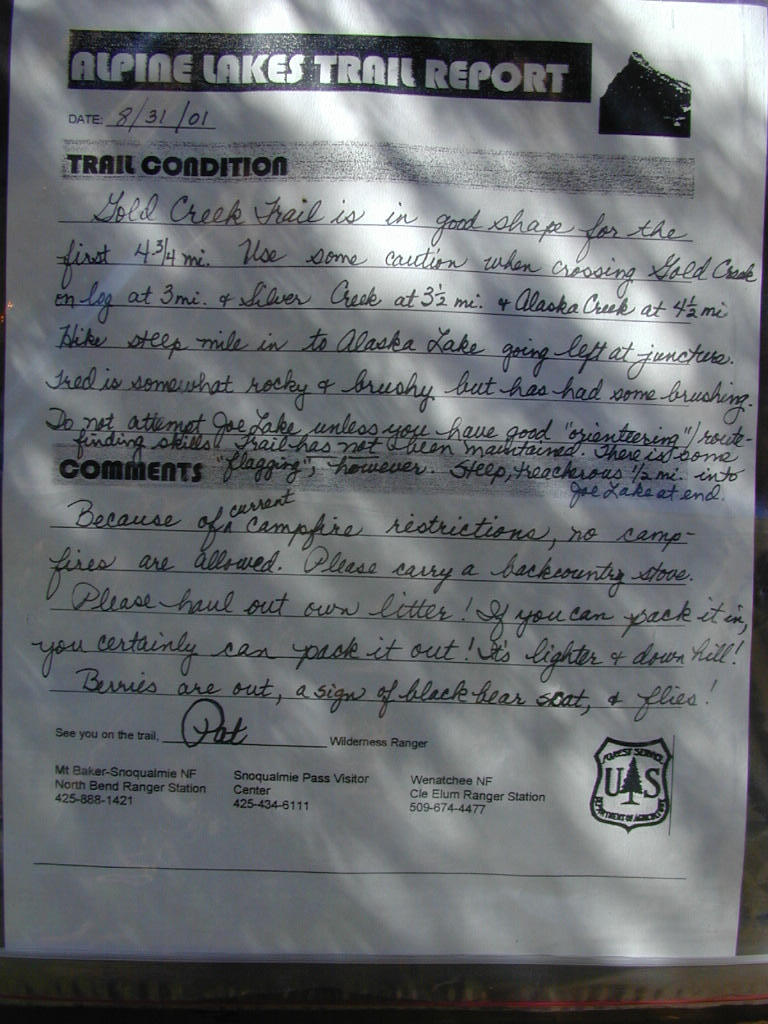 ALPINE LAKES TRAIL REPORT
DATE: 8/31/01
TRAIL CONDITION
Gold Creek Trail is in good shape for the
first 4 3/4 mi. Use some caution when crossing Gold Creek
on log at 3 mi. & Silver Creek at 3 1/2 mi. & Alaska Creek at 4 1/2 mi
Hike steep mile in to Alaska Lake going left at juncture.
Tred is somewhat rocky & brushy but has had some brushing.
Do not attempt Joe Lake unless you have good "orienteering"/route-
finding skills! Trail has not been maintained. There is some
COMMENTS "flagging", however. Steep, treacherous 1/2 mi. into
Joe Lake at end.
Because of current campfire restrictions, no camp-
fires are allowed. Please carry a backcountry stove.
Please haul out own litter! If you can pack it in,
you certainly can pack it out! It's lighter & down hill!
Berries are out, a sign of black bear scat, & flies!
See you on the trail, Pat Wilderness Ranger
Mt Baker-Snoqualmie NF
North Bend Ranger Station
425-888-1421
Snoqualmie Pass Visitor
Center
425-434-6111
Wenatchee NF
Cle Elum Ranger Station
509-674-4477
FOREST SERVICE
U S
DEPARTMENT OF AGRICULTURE